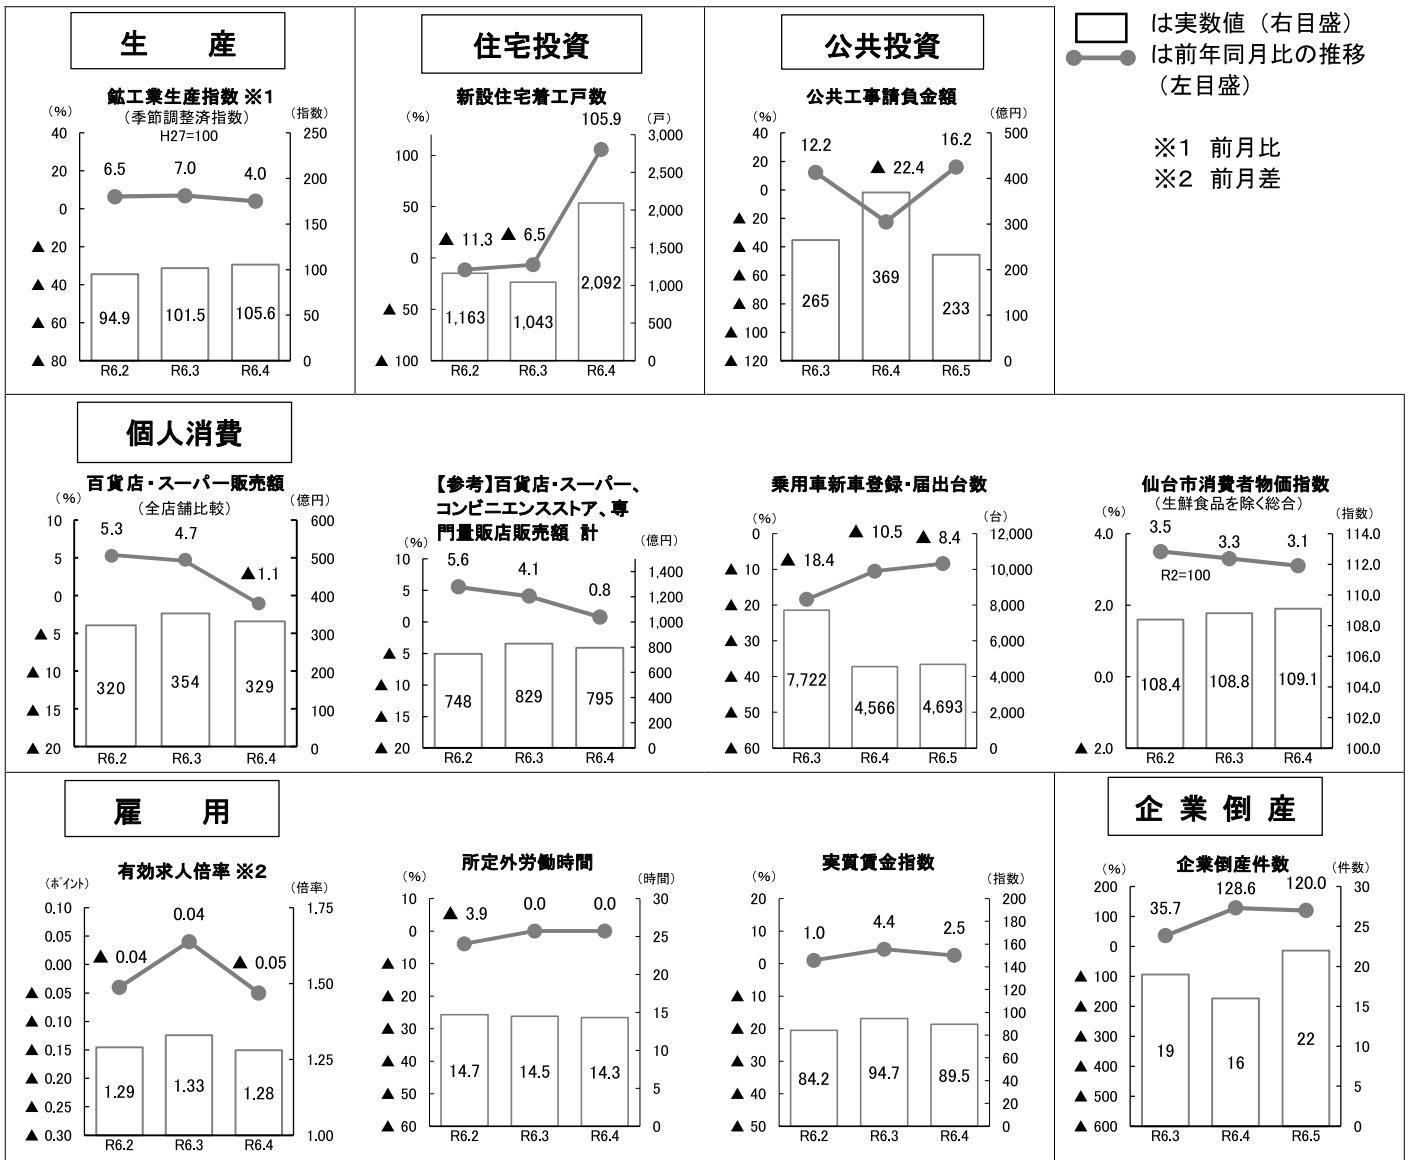 は実数値（右目盛）
は前年同月比の推移
（左目盛）
※1 前月比
※2 前月差
生 産
鉱工業生産指数 ※1
（季節調整済指数）
H27=100
(%)
(指数)
40
20
0
▲ 20
▲ 40
▲ 60
▲ 80
250
200
150
100
50
0
6.5 7.0 4.0
94.9 101.5 105.6
R6.2 R6.3 R6.4
住宅投資
新設住宅着工戸数
(%)
(戸)
100
50
0
▲ 50
▲ 100
3,000
2,500
2,000
1,500
1,000
500
0
▲ 11.3 ▲ 6.5 105.9
1,163 1,043 2,092
R6.2 R6.3 R6.4
公共投資
公共工事請負金額
(%)
(億円)
40
20
0
▲ 20
▲ 40
▲ 60
▲ 80
▲ 100
▲ 120
500
400
300
200
100
0
12.2 ▲ 22.4 16.2
265 369 233
R6.3 R6.4 R6.5
個人消費
百貨店・スーパー販売額
（全店舗比較）
(%)
(億円)
10
5
0
▲ 5
▲ 10
▲ 15
▲ 20
600
500
400
300
200
100
0
5.3 4.7 ▲ 1.1
320 354 329
R6.2 R6.3 R6.4
【参考】百貨店・スーパー、
コンビニエンスストア、専
門量販店販売額 計
(%)
(億円)
10
5
0
▲ 5
▲ 10
▲ 15
▲ 20
1,400
1,200
1,000
800
600
400
200
0
5.6 4.1 0.8
748 829 795
R6.2 R6.3 R6.4
乗用車新車登録・届出台数
(%)
(台)
0
▲ 10
▲ 20
▲ 30
▲ 40
▲ 50
▲ 60
12,000
10,000
8,000
6,000
4,000
2,000
0
▲ 18.4 ▲ 10.5 ▲ 8.4
7,722 4,566 4,693
R6.3 R6.4 R6.5
仙台市消費者物価指数
（生鮮食品を除く総合）
(%)
(指数)
4.0
2.0
0.0
▲ 2.0
114.0
112.0
110.0
108.0
106.0
104.0
102.0
100.0
3.5 3.3 3.1
R2=100
108.4 108.8 109.1
R6.2 R6.3 R6.4
雇 用
有効求人倍率 ※2
(ﾎﾟｲﾝﾄ)
(倍率)
0.10
0.05
0.00
▲ 0.05
▲ 0.10
▲ 0.15
▲ 0.20
▲ 0.25
▲ 0.30
1.75
1.50
1.25
1.00
▲ 0.04 0.04 ▲ 0.05
1.29 1.33 1.28
R6.2 R6.3 R6.4
所定外労働時間
(%)
(時間)
10
0
▲ 10
▲ 20
▲ 30
▲ 40
▲ 50
▲ 60
30
25
20
15
10
5
0
▲ 3.9 0.0 0.0
14.7 14.5 14.3
R6.2 R6.3 R6.4
実質賃金指数
(%)
(指数)
20
10
0
▲ 10
▲ 20
▲ 30
▲ 40
▲ 50
200
180
160
140
120
100
80
60
40
20
0
1.0 4.4 2.5
84.2 94.7 89.5
R6.2 R6.3 R6.4
企 業 倒 産
企業倒産件数
(%)
(件数)
200
100
0
▲ 100
▲ 200
▲ 300
▲ 400
▲ 500
▲ 600
30
25
20
15
10
5
0
35.7 128.6 120.0
19 16 22
R6.3 R6.4 R6.5